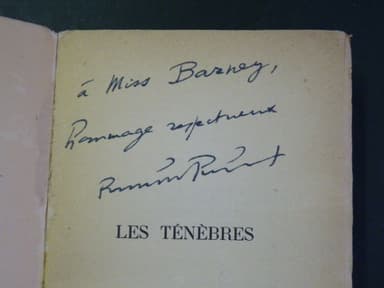 à Miss Barney,
hommage respectueux
LES TÉNÈBRES